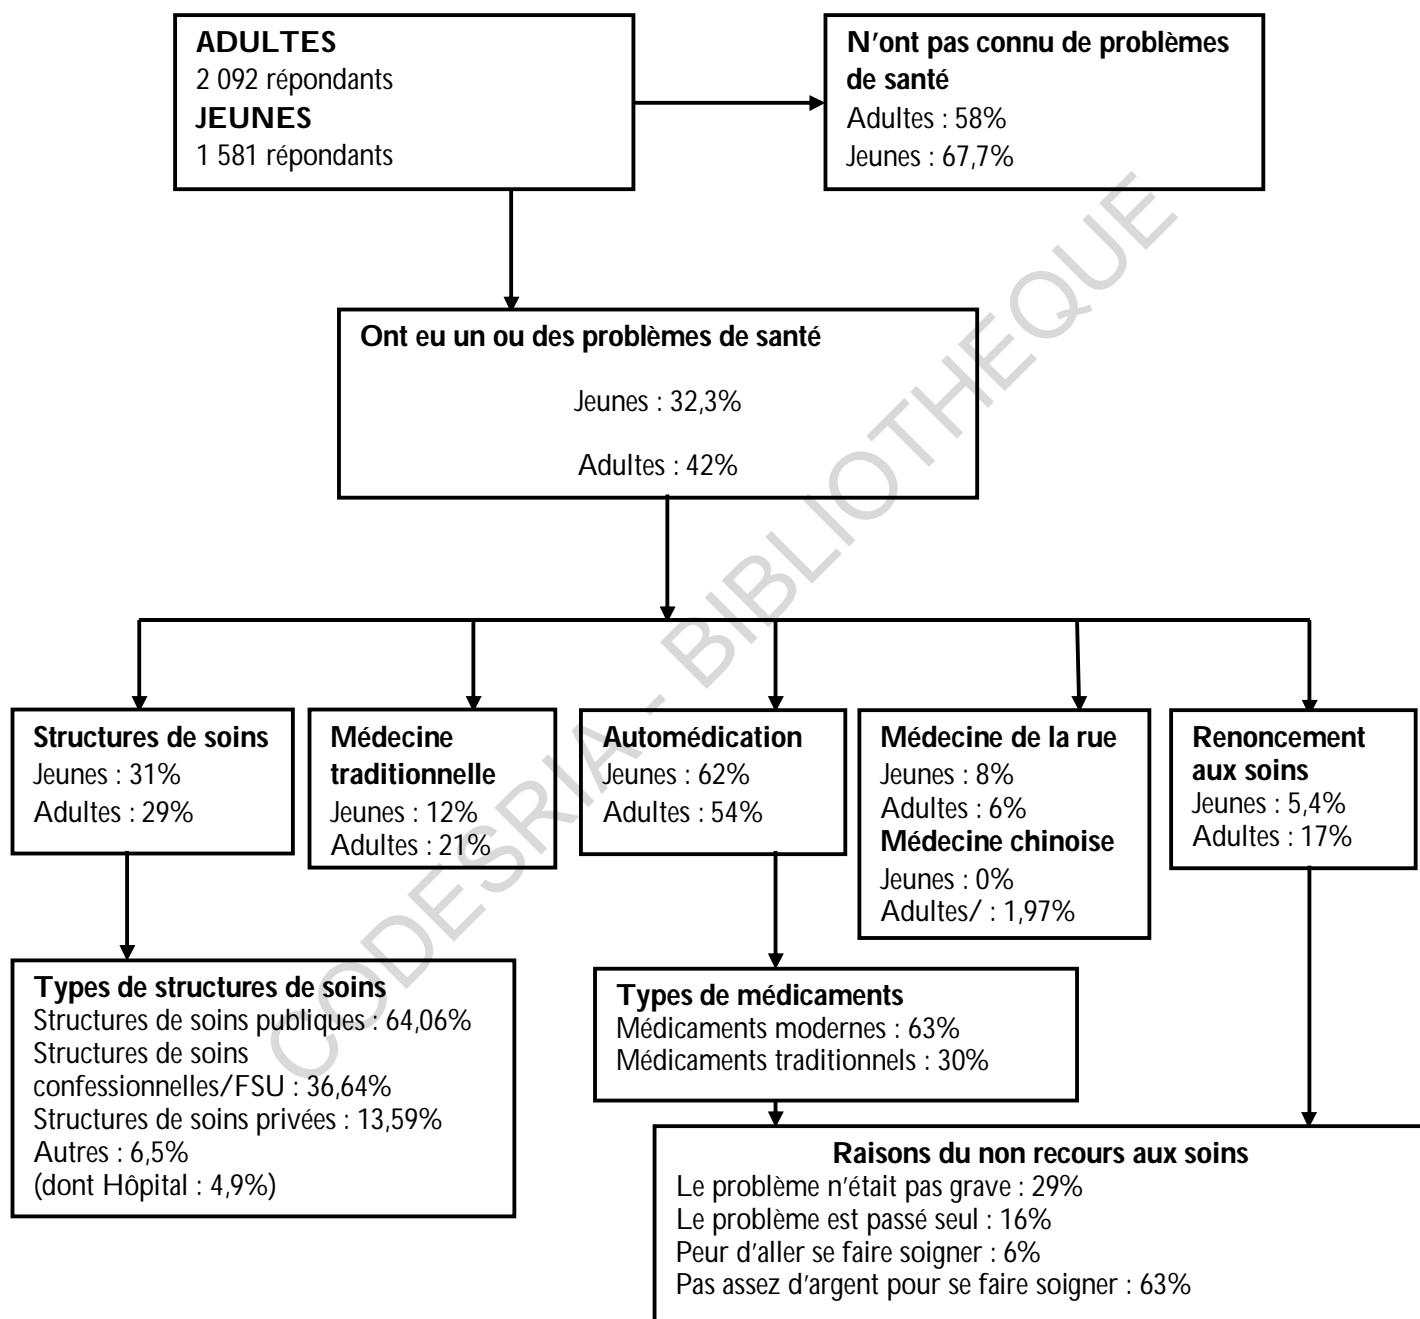 ADULTES
2 092 répondants
JEUNES
1 581 répondants
N'ont pas connu de problèmes
de santé
Adultes : 58%
Jeunes : 67,7%
Ont eu un ou des problèmes de santé
Jeunes : 32,3%
Adultes : 42%
Structures de soins
Jeunes : 31%
Adultes : 29%
Médecine
traditionnelle
Jeunes : 12%
Adultes : 21%
Automédication
Jeunes : 62%
Adultes : 54%
Médecine de la rue
Jeunes : 8%
Adultes : 6%
Médecine chinoise
Jeunes : 0%
Adultes/ : 1,97%
Renoncement
aux soins
Jeunes : 5,4%
Adultes : 17%
Types de structures de soins
Structures de soins publiques : 64,06%
Structures de soins
confessionnelles/FSU : 36,64%
Structures de soins privées : 13,59%
Autres : 6,5%
(dont Hôpital : 4,9%)
Types de médicaments
Médicaments modernes : 63%
Médicaments traditionnels : 30%
Raisons du non recours aux soins
Le problème n'était pas grave : 29%
Le problème est passé seul : 16%
Peur d'aller se faire soigner : 6%
Pas assez d'argent pour se faire soigner : 63%
CODESRIA - BIBLIOTHEQUE